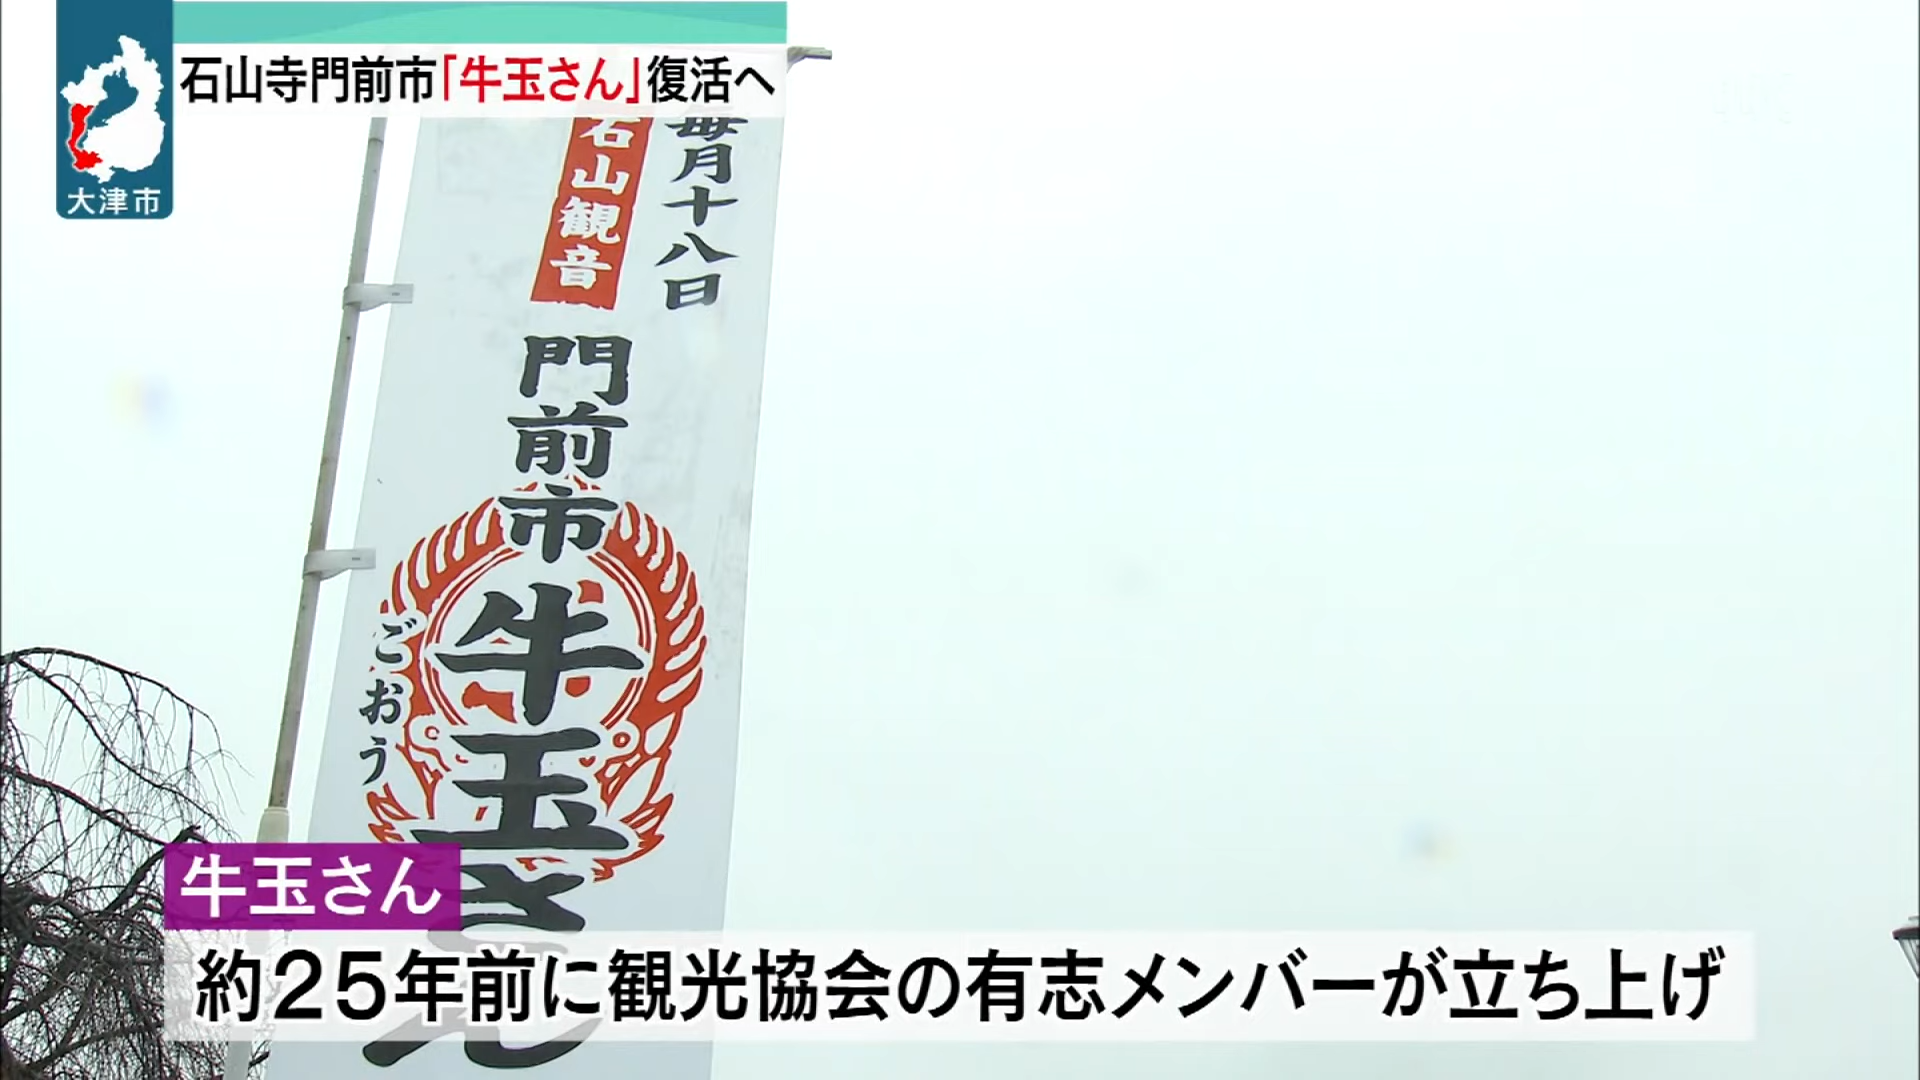 石山寺門前市「牛玉さん」復活へ
大津市
毎月十八日
石山観音
門前市
牛玉さん
ごおう
牛玉さん
約25年前に観光協会の有志メンバーが立ち上げ